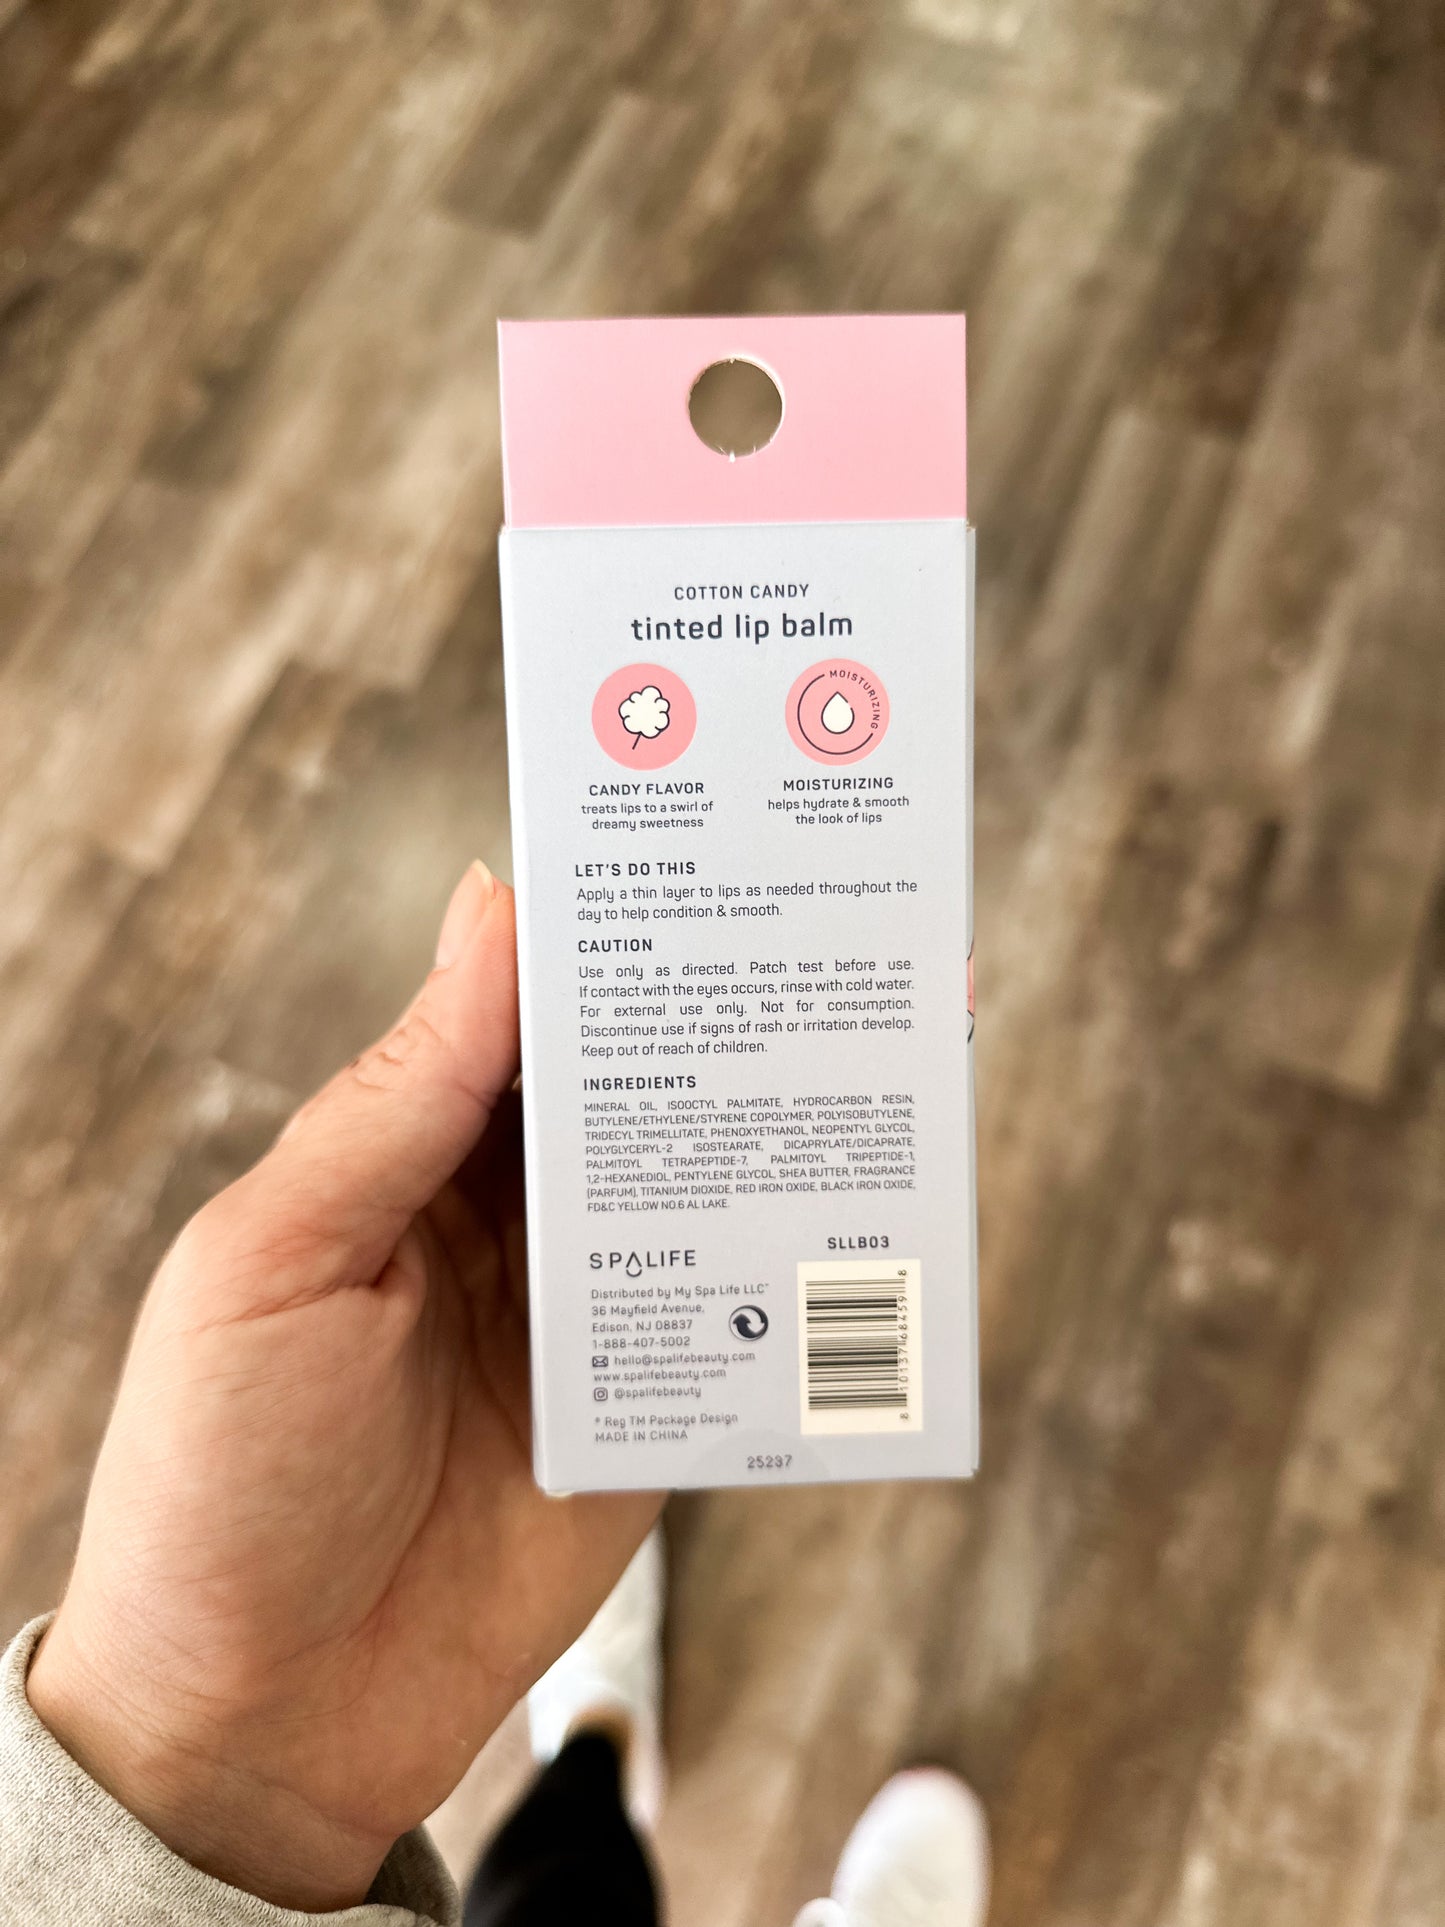 COTTON CANDY
tinted lip balm
MOISTURIZING
CANDY FLAVOR
treats lips to a swirl of
dreamy sweetness
MOISTURIZING
helps hydrate & smooth
the look of lips
LET'S DO THIS
Apply a thin layer to lips as needed throughout the
day to help condition & smooth.
CAUTION
Use only as directed. Patch test before use.
If contact with the eyes occurs, rinse with cold water.
For external use only. Not for consumption.
Discontinue use if signs of rash or irritation develop.
Keep out of reach of children.
INGREDIENTS
MINERAL OIL, ISOOCTYL PALMITATE, HYDROCARBON RESIN,
BUTYLENE/ETHYLENE/STYRENE COPOLYMER, POLYISOBUTYLENE,
TRIDECYL TRIMELLITATE, PHENOXYETHANOL, NEOPENTYL GLYCOL,
POLYGLYCERYL-2 ISOSTEARATE, DICAPRYLATE/DICAPRATE,
PALMITOYL TETRAPEPTIDE-7, PALMITOYL TRIPEPTIDE-1,
1,2-HEXANEDIOL, PENTYLENE GLYCOL, SHEA BUTTER, FRAGRANCE
(PARFUM), TITANIUM DIOXIDE, RED IRON OXIDE, BLACK IRON OXIDE,
FD&C YELLOW NO.6 AL LAKE.
SPALIFE
Distributed by My Spa Life LLC™
36 Mayfield Avenue,
Edison, NJ 08837
1-888-407-5002
hello@spalifebeauty.com
www.spalifebeauty.com
@spalifebeauty
® Reg TM Package Design
MADE IN CHINA
SLLB03
8 10137 68459 8
25237